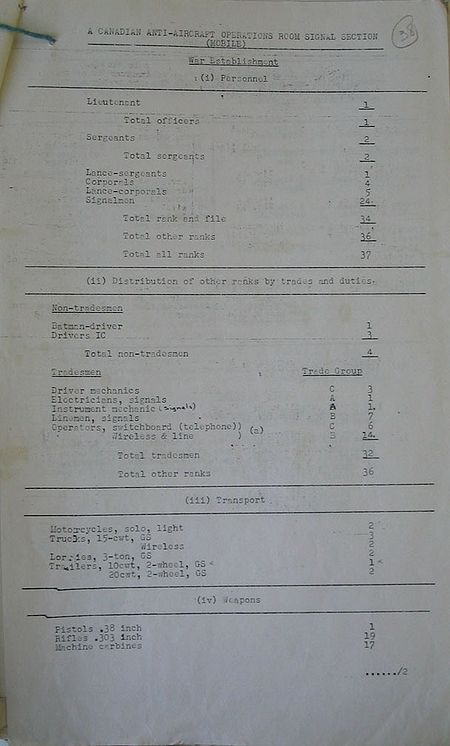 38
A CANADIAN ANTI-AIRCRAFT OPERATIONS ROOM SIGNAL SECTION
(MOBILE)
War Establishment
(i) Personnel
Lieutenant 1
Total officers 1
Sergeants 2
Total sergeants 2
Lance-sergeants 1
Corporals 4
Lance-corporals 5
Signalmen 24
Total rank and file 34
Total other ranks 36
Total all ranks 37
(ii) Distribution of other ranks by trades and duties.
Non-tradesmen
Batman-driver 1
Drivers IC 3
Total non-tradesmen 4
Tradesmen Trade Group
Driver mechanics C 3
Electricians, signals A 1
Instrument mechanic (signals) A 1
Linemen, signals B 7
Operators, switchboard (telephone)) (a) C 6
Wireless & line ) B 14
Total tradesmen 32
Total other ranks 36
(iii) Transport
Motorcycles, solo, light 2
Trucks, 15-cwt, GS 3
Wireless 2
Lorries, 3-ton, GS 2
Trailers, 10cwt, 2-wheel, GS 1
20cwt, 2-wheel, GS 2
(iv) Weapons
Pistols .38 inch 1
Rifles .303 inch 19
Machine carbines 17
....../2